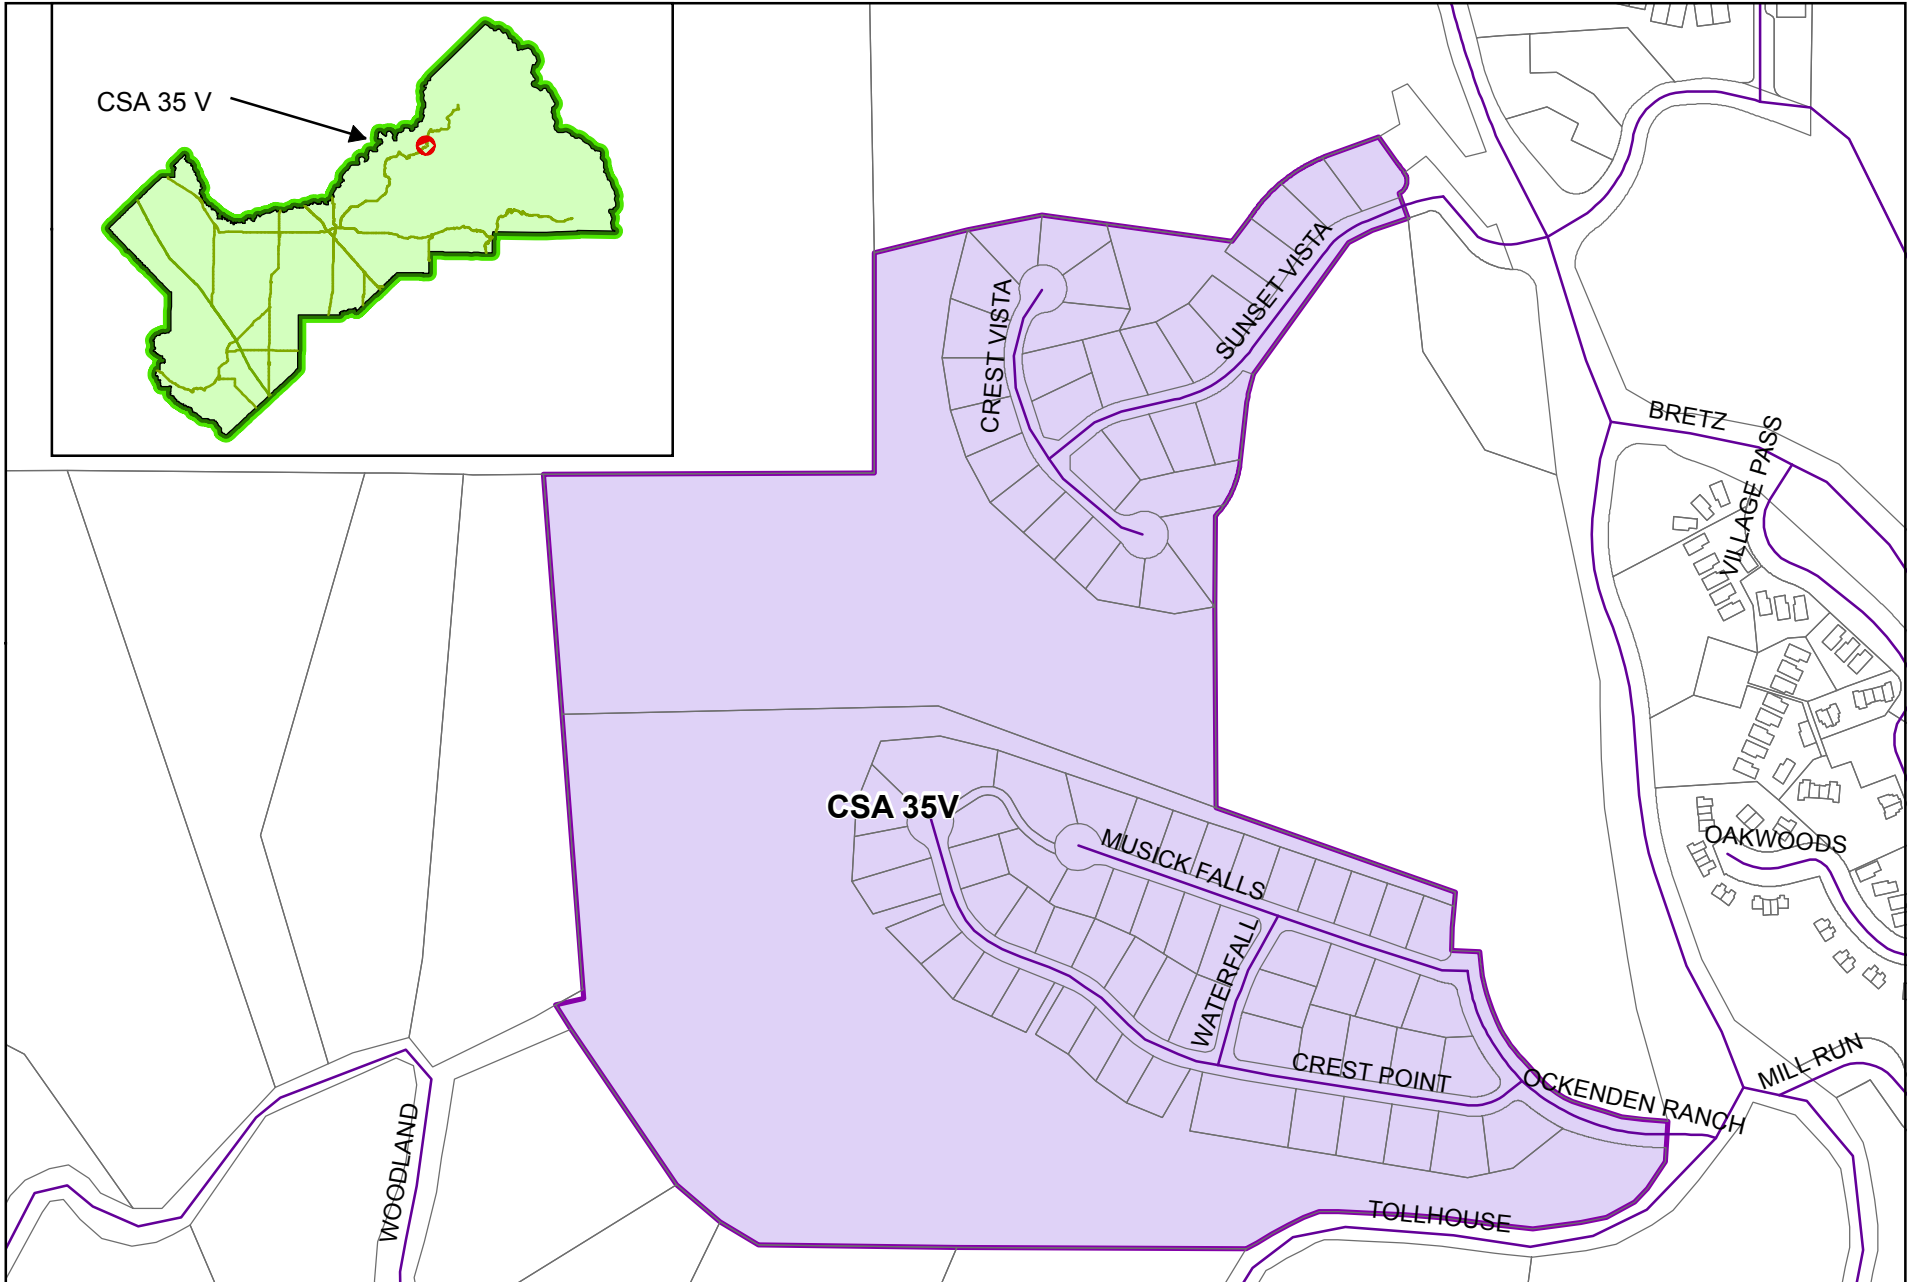 CSA 35 V
SUNSET VISTA
CREST VISTA
BRETZ
VILLAGE PASS
CSA 35V
MUSICK FALLS
OAKWOODS
WATERFALL
CREST POINT
OCKENDEN RANCH
MILL RUN
WOODLAND
TOLLHOUSE